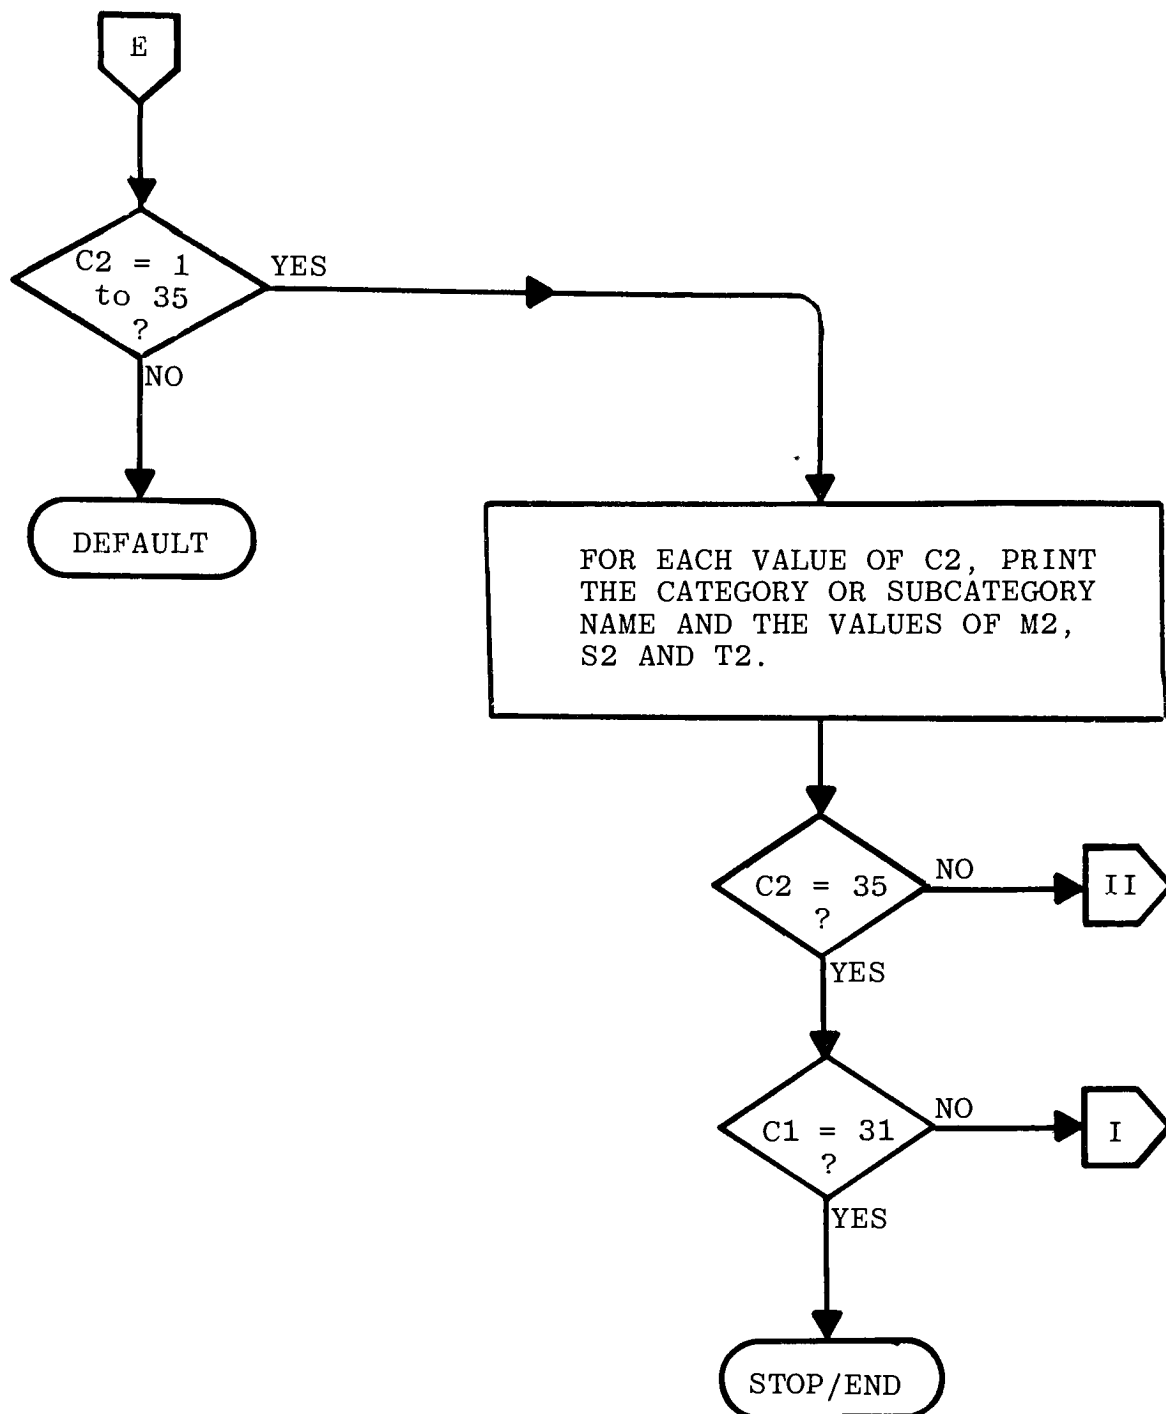 E
C2 = 1
to 35
?
YES
NO
DEFAULT
FOR EACH VALUE OF C2, PRINT
THE CATEGORY OR SUBCATEGORY
NAME AND THE VALUES OF M2,
S2 AND T2.
C2 = 35
?
NO
II
YES
C1 = 31
?
NO
I
YES
STOP/END